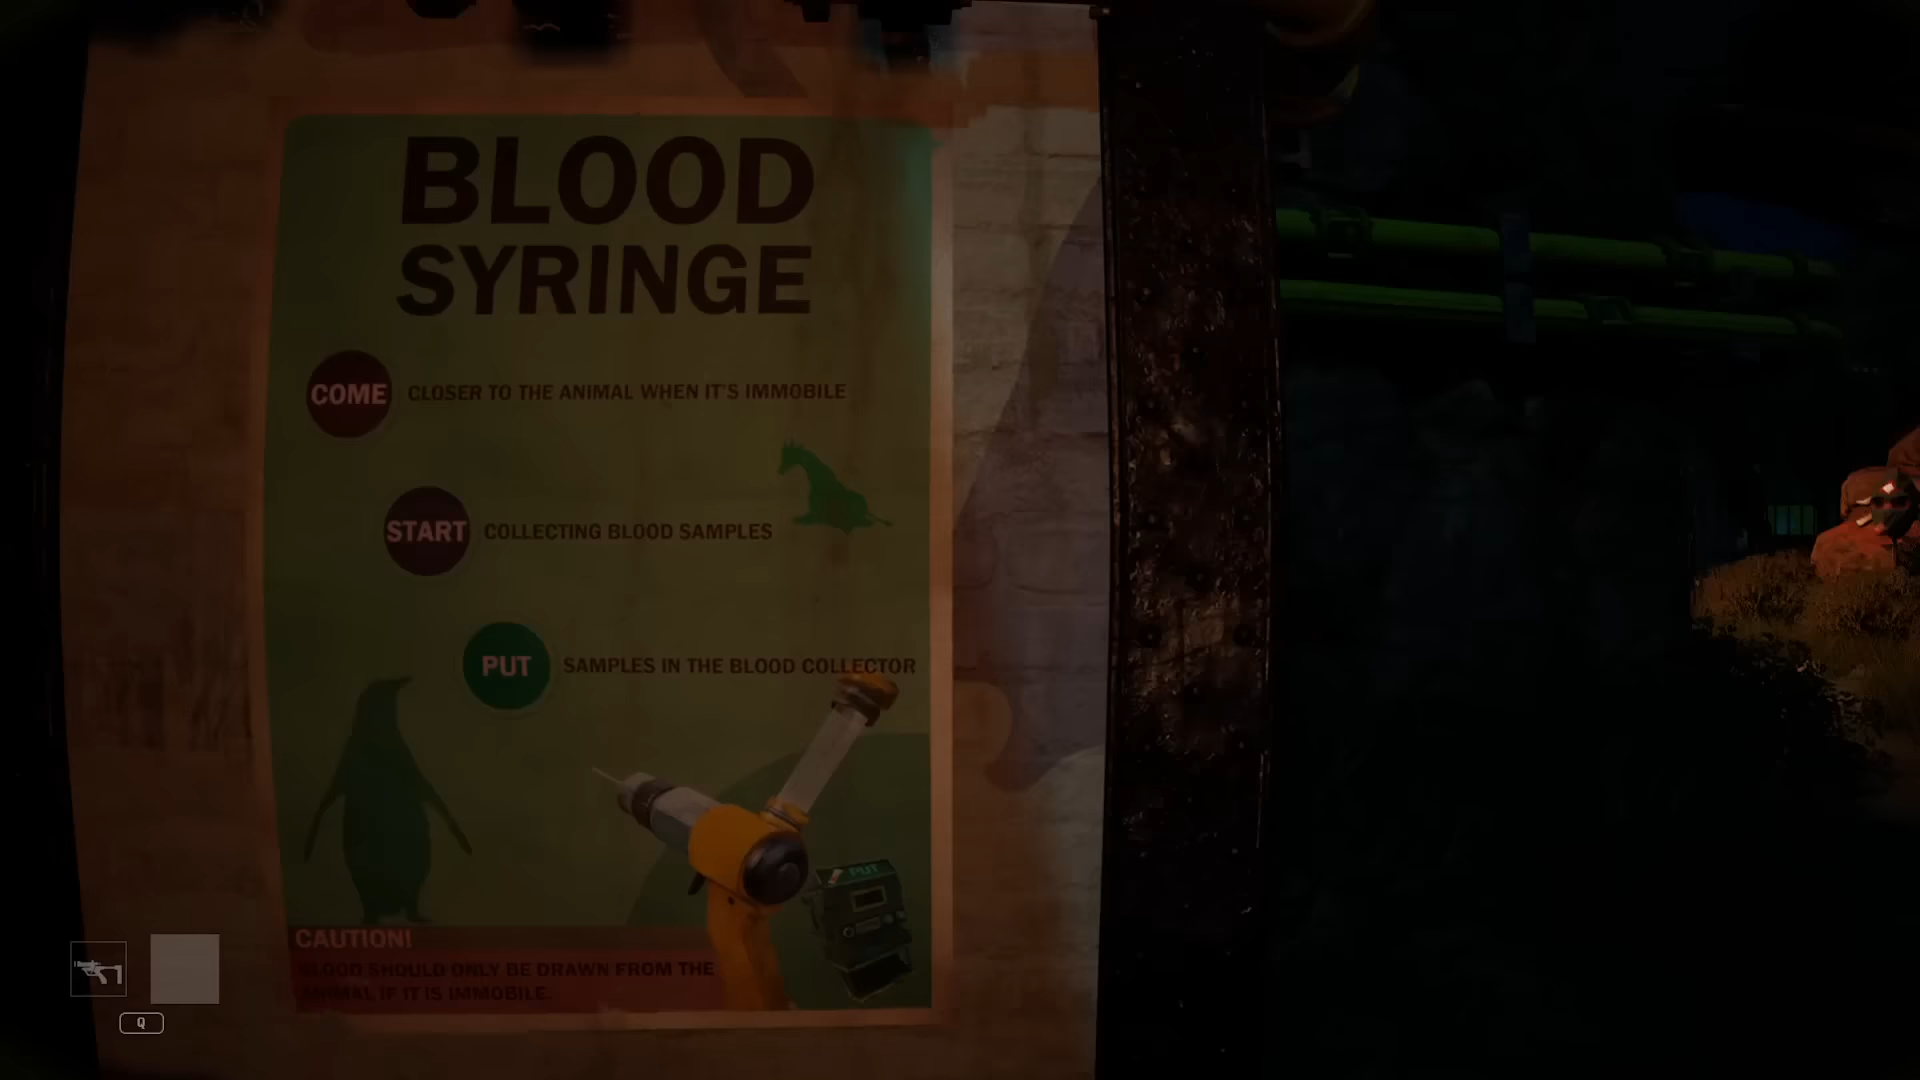 BLOOD
SYRINGE
COME CLOSER TO THE ANIMAL WHEN IT'S IMMOBILE
START COLLECTING BLOOD SAMPLES
PUT SAMPLES IN THE BLOOD COLLECTOR
PUT
CAUTION!
BLOOD SHOULD ONLY BE DRAWN FROM THE
ANIMAL IF IT IS IMMOBILE.
Q